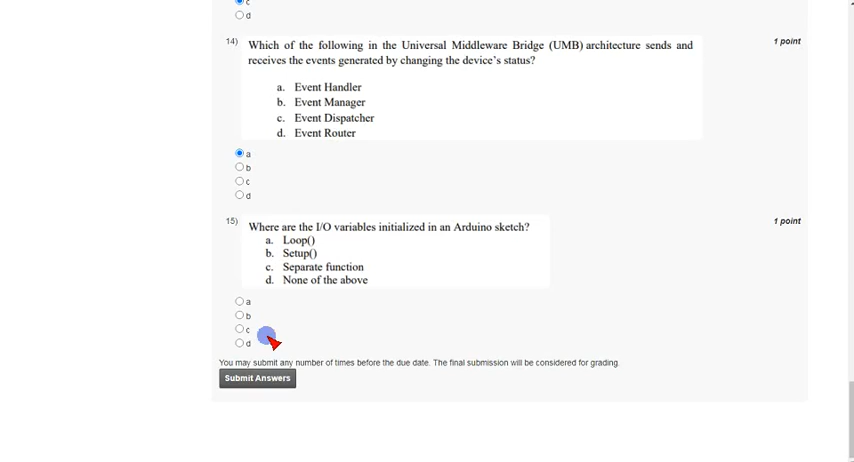 c
d
14) Which of the following in the Universal Middleware Bridge (UMB) architecture sends and 1 point
receives the events generated by changing the device's status?
a. Event Handler
b. Event Manager
c. Event Dispatcher
d. Event Router
a
b
c
d
15) Where are the I/O variables initialized in an Arduino sketch? 1 point
a. Loop()
b. Setup()
c. Separate function
d. None of the above
a
b
c
d
You may submit any number of times before the due date. The final submission will be considered for grading.
Submit Answers